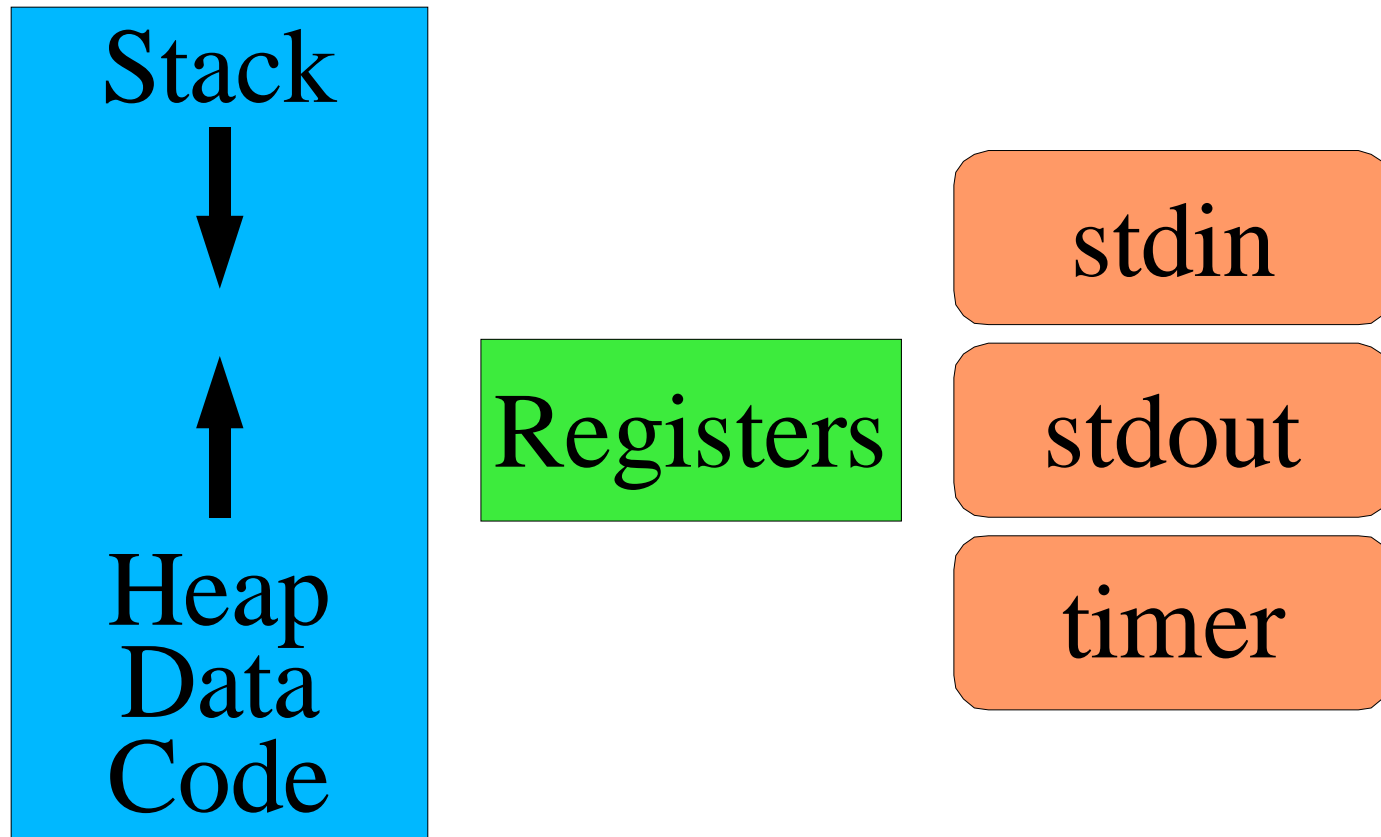 Stack
Heap
Data
Code
Registers
stdin
stdout
timer